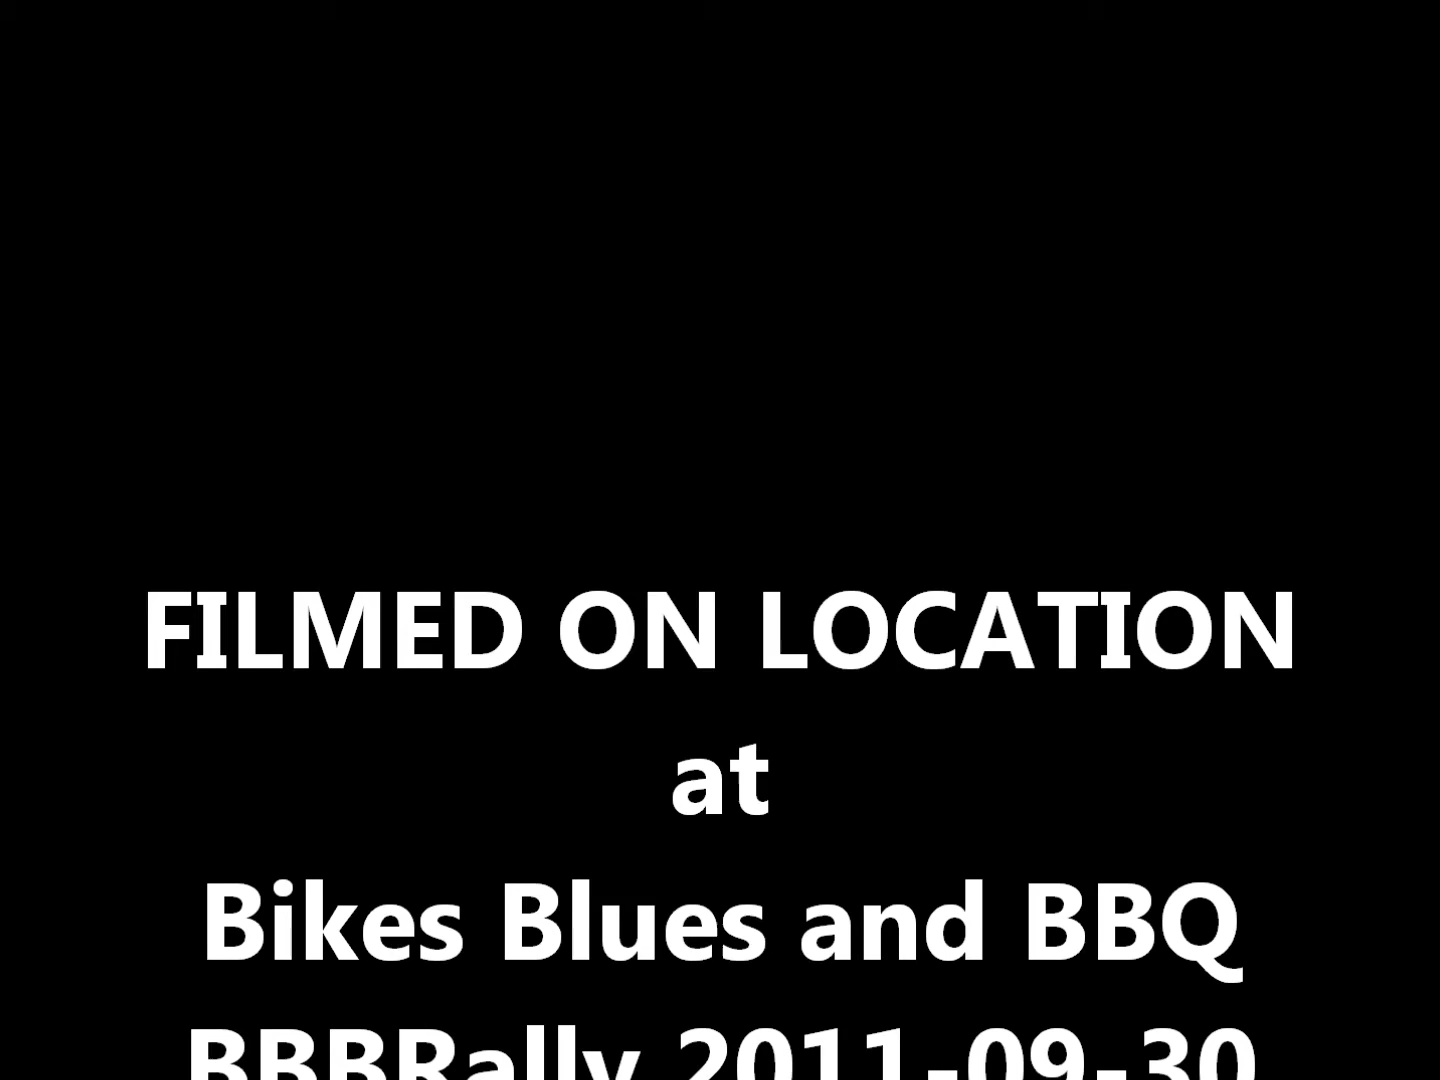 FILMED ON LOCATION
at
Bikes Blues and BBQ
BBBRally 2011-09-30